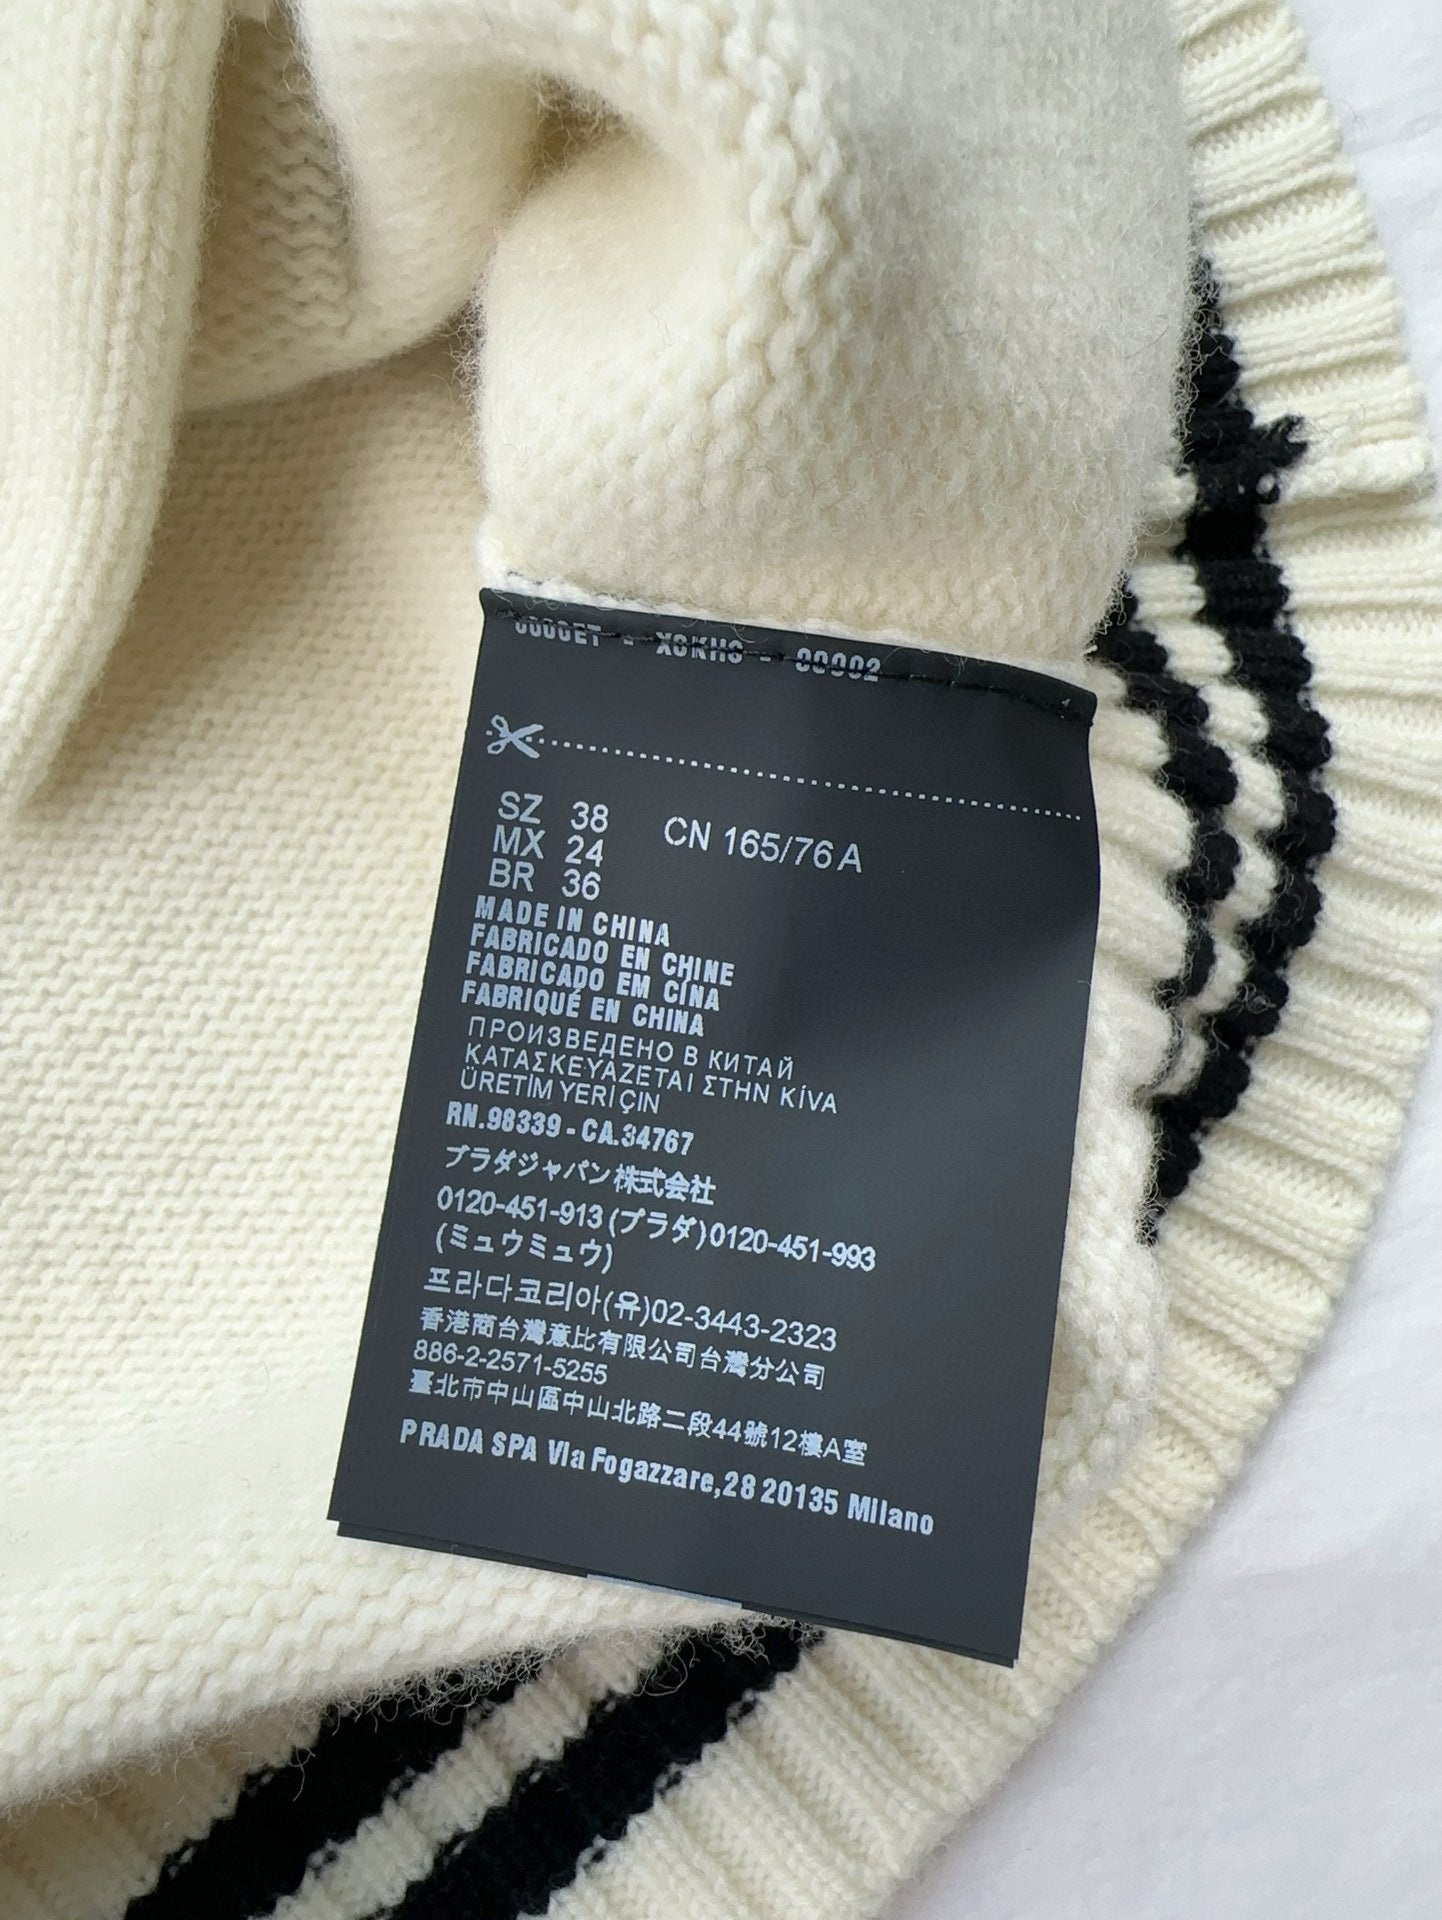 SZ 38 CN 165/76A
MX 24
BR 36
MADE IN CHINA
FABRICADO EN CHINE
FABRICADO EM CÍNA
FABRIQUÉ EN CHINA
ПРОИЗВЕДЕНО В КИТАЙ
ΚΑΤΑΣΚΕΥΑΖΕΤΑΙ ΣΤΗΝ ΚίVΑ
ÜRETİM YERİ ÇIN
RN.98339 - CA.34767
プラダジャパン株式会社
0120-451-913 (プラダ)0120-451-993
(ミュウミュウ)
프라다코리아(유)02-3443-2323
香港商台灣意比有限公司台灣分公司
886-2-2571-5255
臺北市中山區中山北路二段44號12樓A室
PRADA SPA VIa Fogazzare,28 20135 Milano